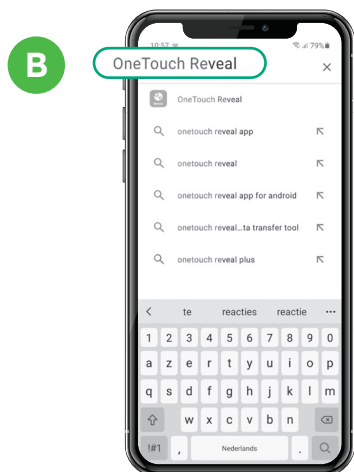 B
10:57 79%
OneTouch Reveal
OneTouch Reveal
onetouch reveal app
onetouch reveal
onetouch reveal app for android
onetouch reveal...ta transfer tool
onetouch reveal plus
te reacties reactie
1 2 3 4 5 6 7 8 9 0
a z e r t y u i o p
q s d f g h j k l m
w x c v b n
!#1 , Nederlands .